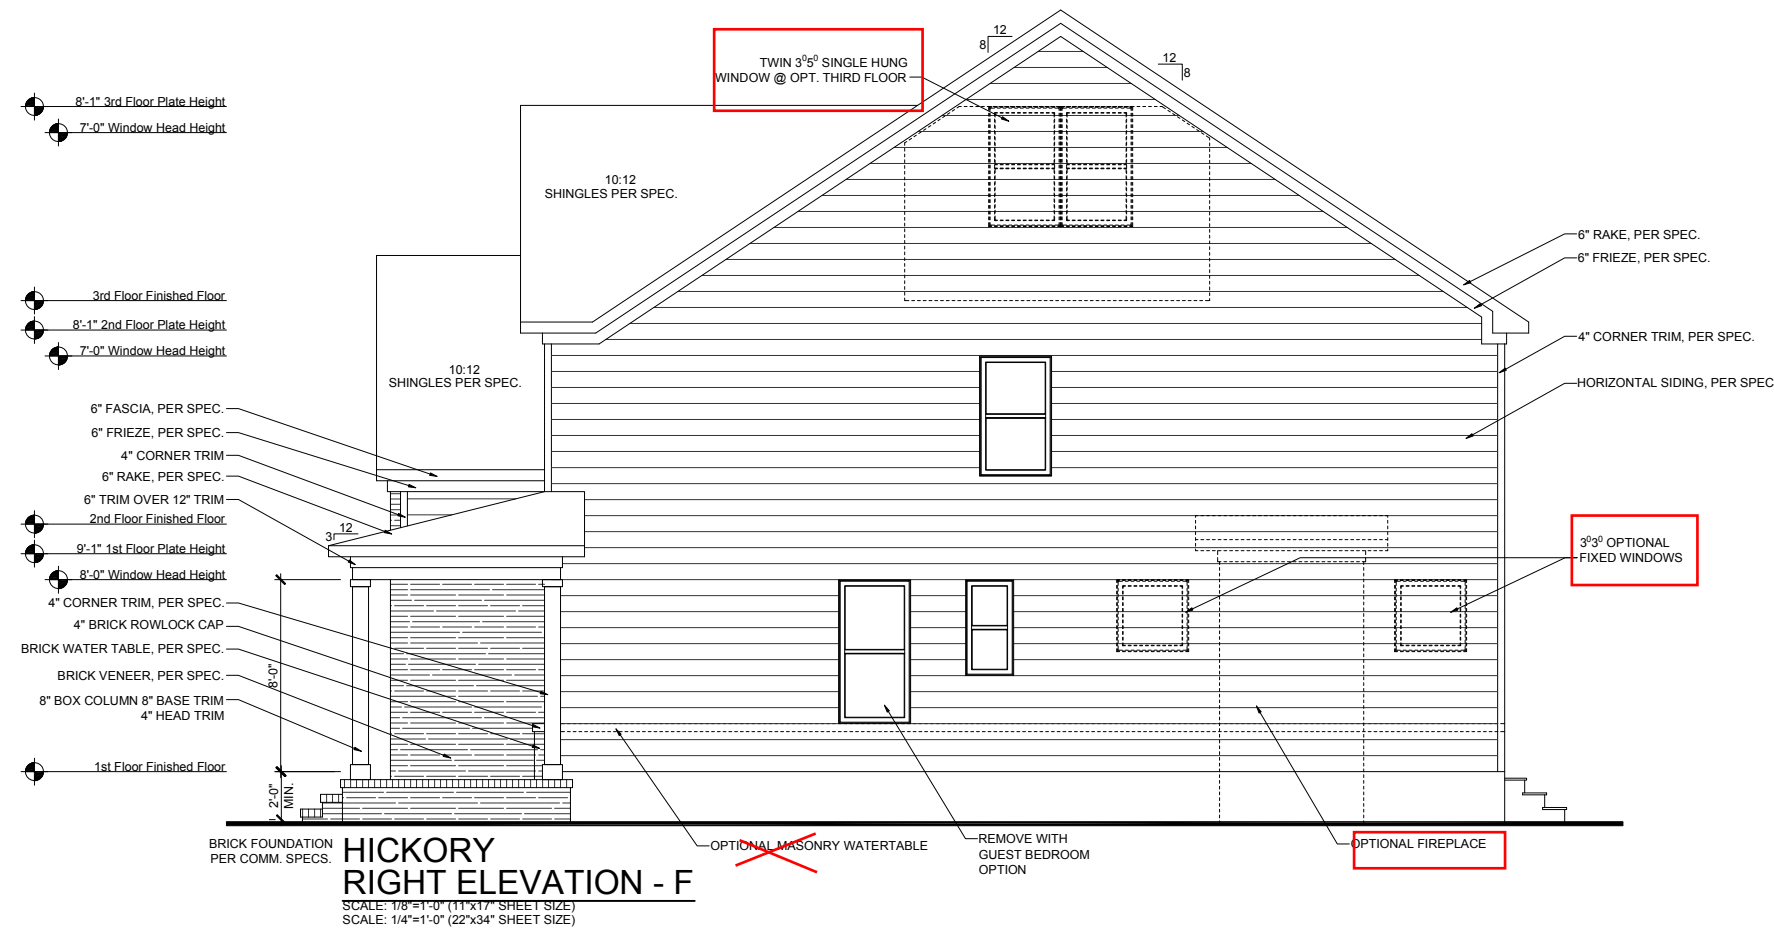 12
8
12
8
TWIN 3⁰5⁰ SINGLE HUNG
WINDOW @ OPT. THIRD FLOOR
8'-1" 3rd Floor Plate Height
7'-0" Window Head Height
10:12
SHINGLES PER SPEC.
6" RAKE, PER SPEC.
6" FRIEZE, PER SPEC.
3rd Floor Finished Floor
8'-1" 2nd Floor Plate Height
7'-0" Window Head Height
4" CORNER TRIM, PER SPEC.
10:12
SHINGLES PER SPEC.
HORIZONTAL SIDING, PER SPEC
6" FASCIA, PER SPEC.
6" FRIEZE, PER SPEC.
4" CORNER TRIM
6" RAKE, PER SPEC.
6" TRIM OVER 12" TRIM
2nd Floor Finished Floor
12
3
9'-1" 1st Floor Plate Height
8'-0" Window Head Height
3⁰3⁰ OPTIONAL
FIXED WINDOWS
4" CORNER TRIM, PER SPEC.
4" BRICK ROWLOCK CAP
BRICK WATER TABLE, PER SPEC.
BRICK VENEER, PER SPEC.
8'-0"
8" BOX COLUMN 8" BASE TRIM
4" HEAD TRIM
1st Floor Finished Floor
2'-0"
MIN.
BRICK FOUNDATION
PER COMM. SPECS.
HICKORY
RIGHT ELEVATION - F
SCALE: 1/8"=1'-0" (11"x17" SHEET SIZE)
SCALE: 1/4"=1'-0" (22"x34" SHEET SIZE)
OPTIONAL MASONRY WATERTABLE
REMOVE WITH
GUEST BEDROOM
OPTION
OPTIONAL FIREPLACE